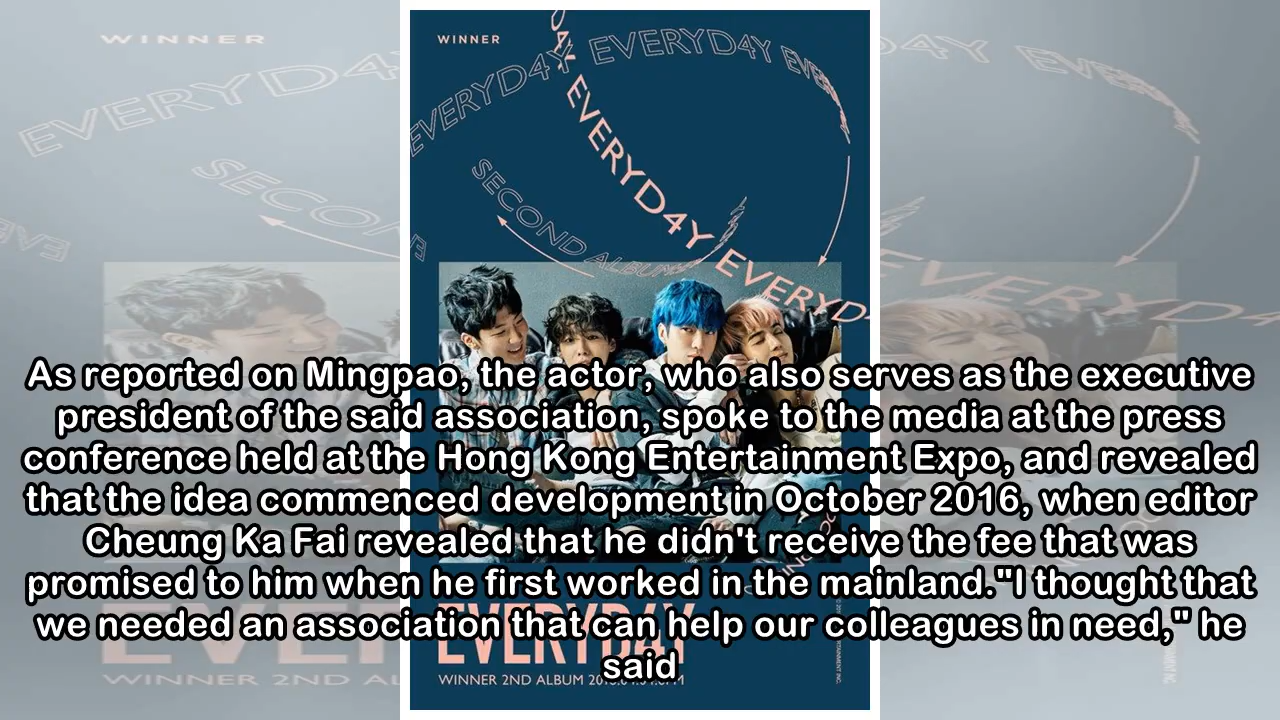 WINNER
WINNER
EVERYD4Y EVERYD4Y EVERYD4Y
EVERYD4Y EVERYD4Y
SECOND ALBUM
As reported on Mingpao, the actor, who also serves as the executive
president of the said association, spoke to the media at the press
conference held at the Hong Kong Entertainment Expo, and revealed
that the idea commenced development in October 2016, when editor
Cheung Ka Fai revealed that he didn't receive the fee that was
promised to him when he first worked in the mainland."I thought that
we needed an association that can help our colleagues in need," he
said
EVERYD4Y
WINNER 2ND ALBUM